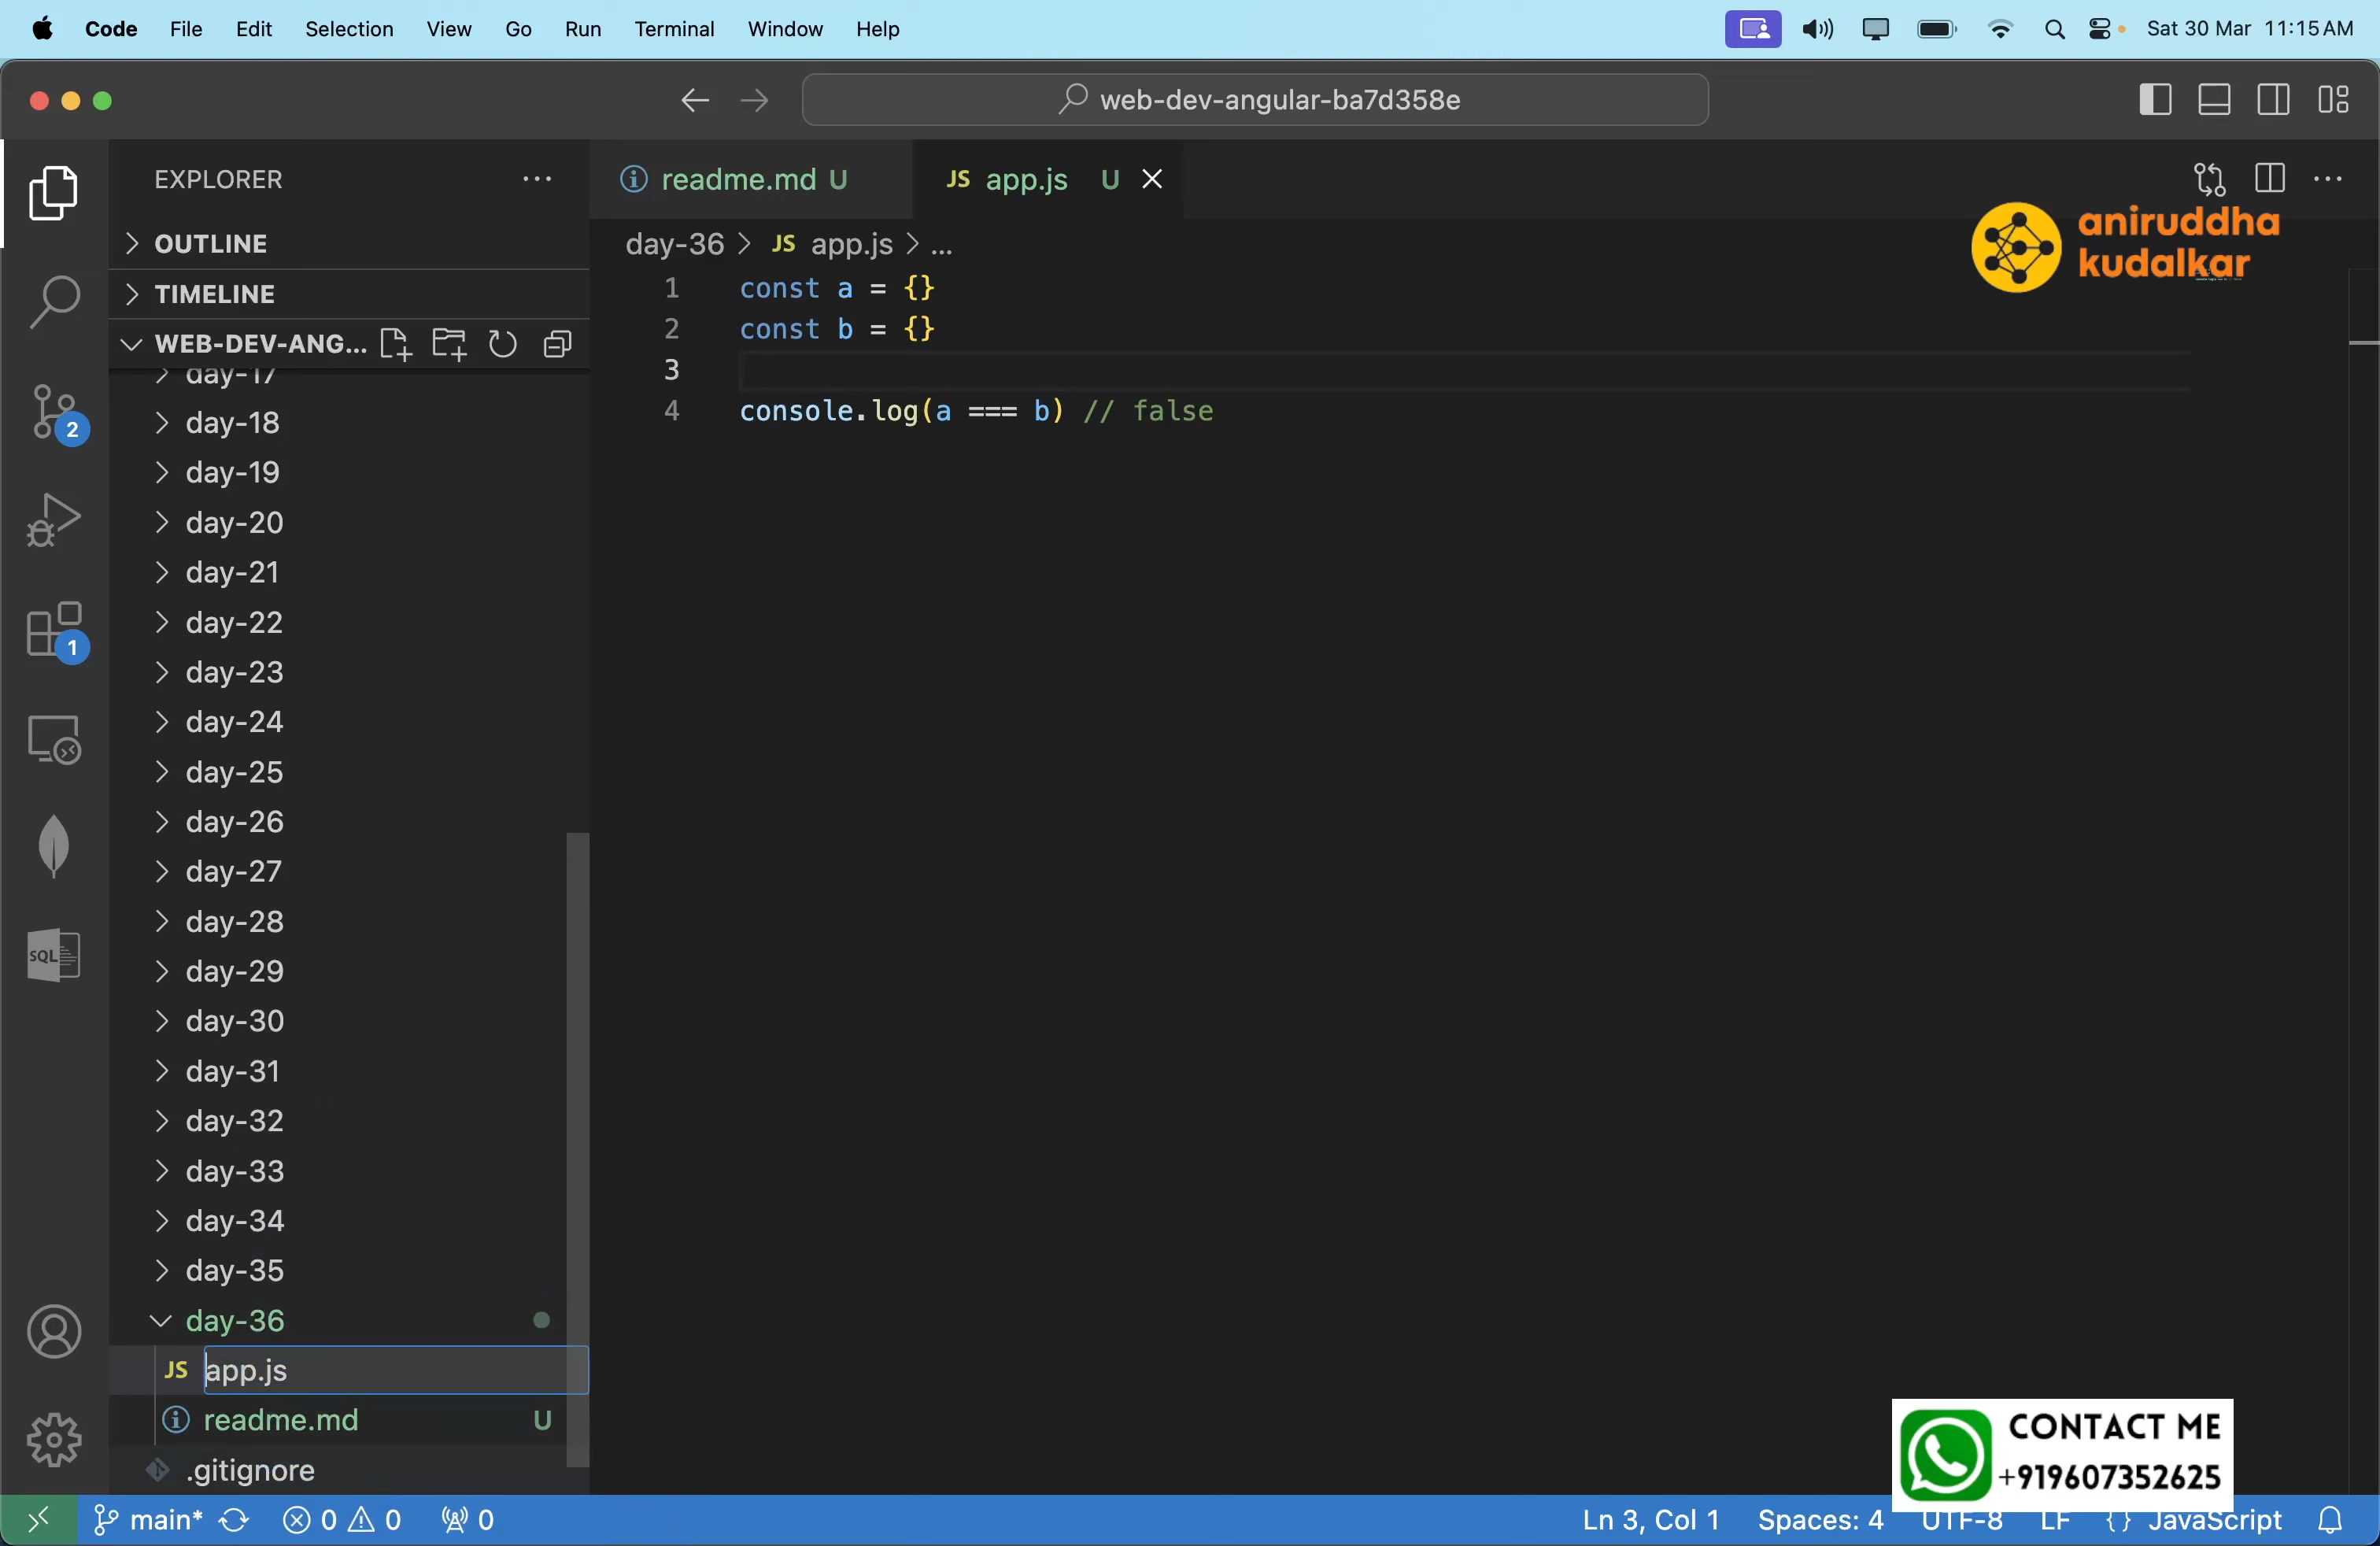 Code File Edit Selection View Go Run Terminal Window Help Sat 30 Mar 11:15 AM
web-dev-angular-ba7d358e
EXPLORER
OUTLINE
TIMELINE
WEB-DEV-ANG...
day-17
day-18
day-19
day-20
day-21
day-22
day-23
day-24
day-25
day-26
day-27
day-28
day-29
day-30
day-31
day-32
day-33
day-34
day-35
day-36
JS app.js
readme.md U
.gitignore
2
1
SQL
readme.md U JS app.js U
day-36 > JS app.js > ...
aniruddha
kudalkar
1 const a = {}
2 const b = {}
3
4 console.log(a === b) // false
CONTACT ME
+919607352625
main* 0 0 0 Ln 3, Col 1 Spaces: 4 UTF-8 LF {} JavaScript